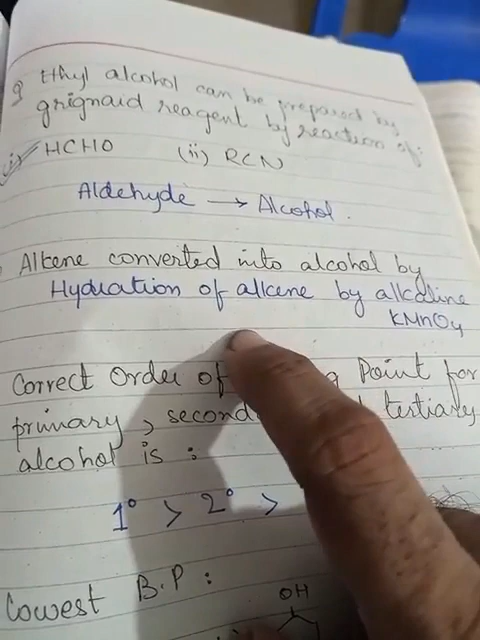 Q Ethyl alcohol can be prepared by
grignaid reagent by reaction of:
(i) HCHO (ii) RCN
Aldehyde → Alcohol.
Alkene converted into alcohol by
Hydration of alkene by alkaline
KMnO4
Correct Order of Point for
primary, second tertiary
alcohol is :
1° > 2° >
Lowest B.P :
OH